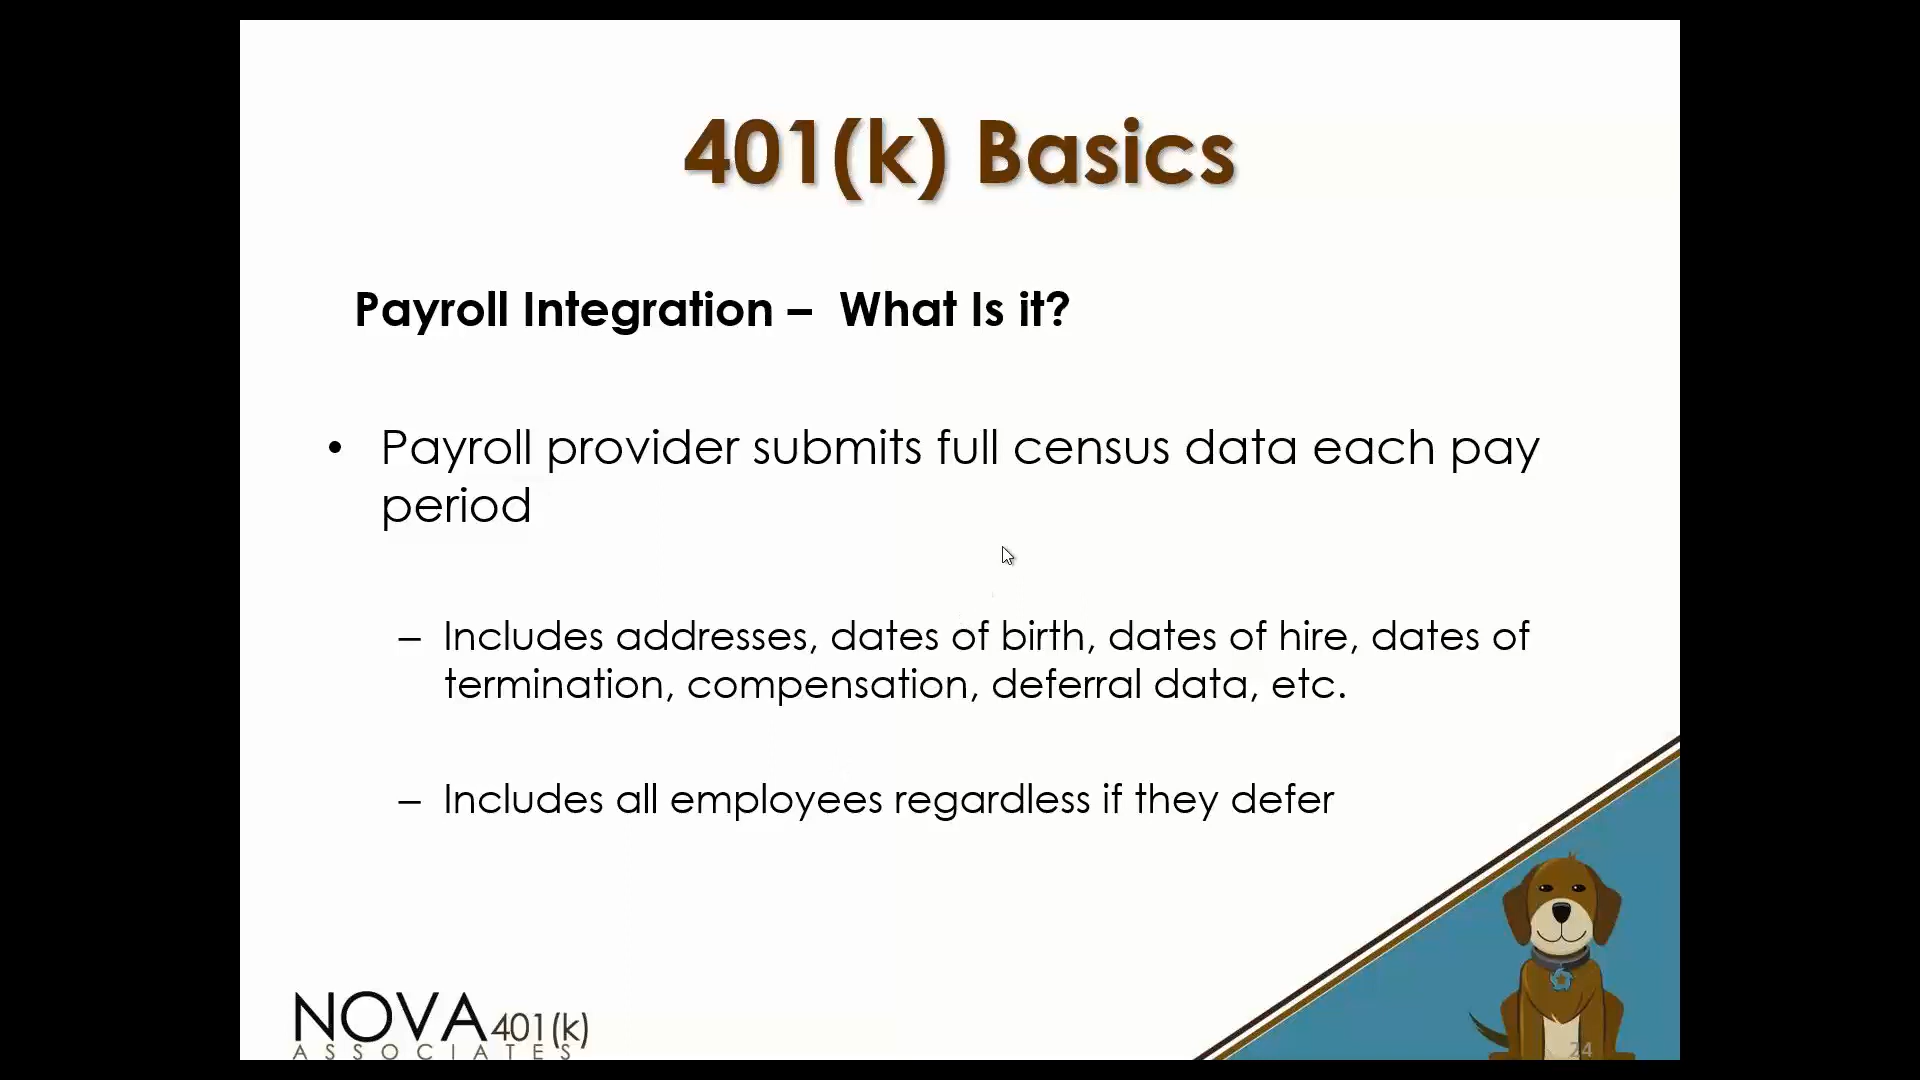 401(k) Basics
Payroll Integration – What Is it?
• Payroll provider submits full census data each pay
period
– Includes addresses, dates of birth, dates of hire, dates of
termination, compensation, deferral data, etc.
– Includes all employees regardless if they defer
NOVA 401(k)
ASSOCIATES
24